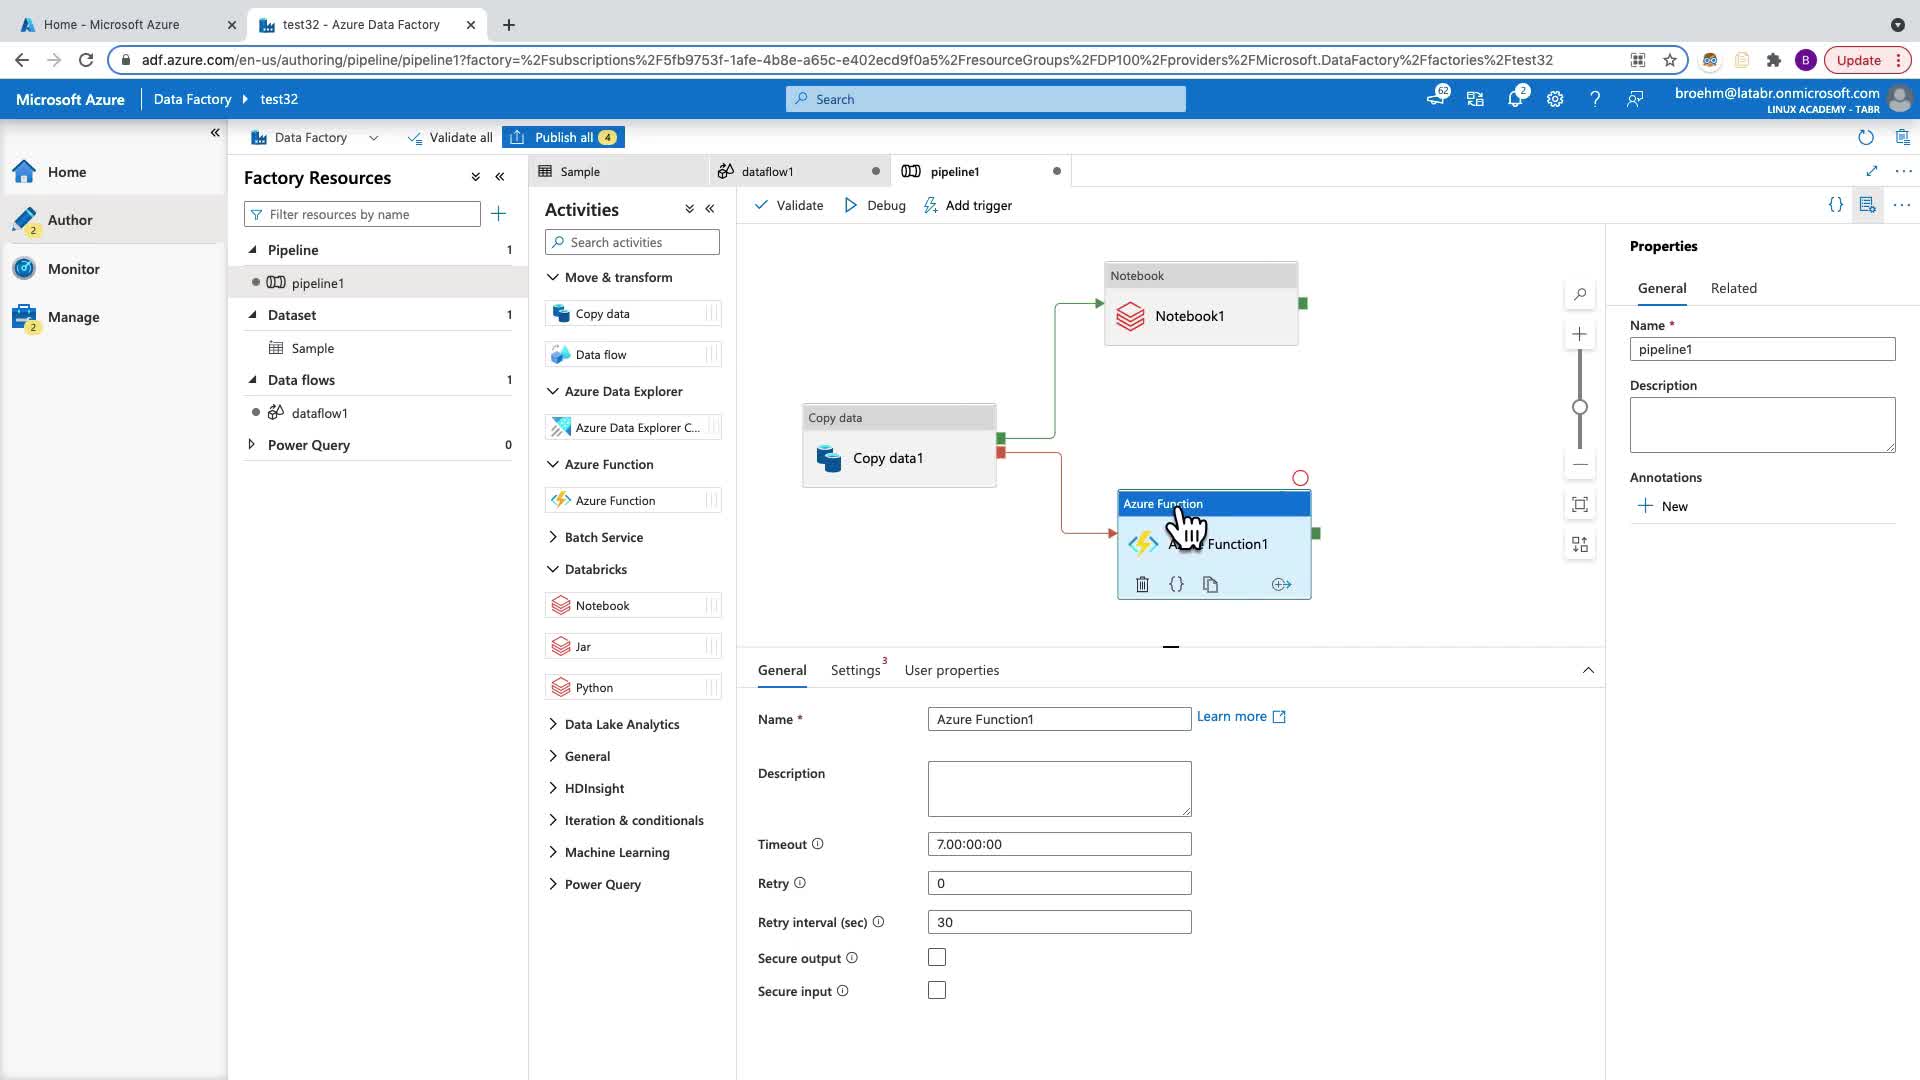 Home - Microsoft Azure
test32 - Azure Data Factory
adf.azure.com/en-us/authoring/pipeline/pipeline1?factory=%2Fsubscriptions%2F5fb9753f-1afe-4b8e-a65c-e402ecd9f0a5%2FresourceGroups%2FDP100%2Fproviders%2FMicrosoft.DataFactory%2Ffactories%2Ftest32
B
Update
Microsoft Azure
Data Factory
test32
Search
62
2
broehm@latabr.onmicrosoft.com
LINUX ACADEMY - TABR
Home
Author
2
Monitor
Manage
2
Data Factory
Validate all
Publish all
4
Factory Resources
Filter resources by name
Pipeline
1
pipeline1
Dataset
1
Sample
Data flows
1
dataflow1
Power Query
0
Sample
dataflow1
pipeline1
Activities
Search activities
Move & transform
Copy data
Data flow
Azure Data Explorer
Azure Data Explorer C...
Azure Function
Azure Function
Batch Service
Databricks
Notebook
Jar
Python
Data Lake Analytics
General
HDInsight
Iteration & conditionals
Machine Learning
Power Query
Validate
Debug
Add trigger
Notebook
Notebook1
Copy data
Copy data1
Azure Function
Function1
General
Settings
3
User properties
Name *
Azure Function1
Learn more
Description
Timeout
7.00:00:00
Retry
0
Retry interval (sec)
30
Secure output
Secure input
Properties
General
Related
Name *
pipeline1
Description
Annotations
New